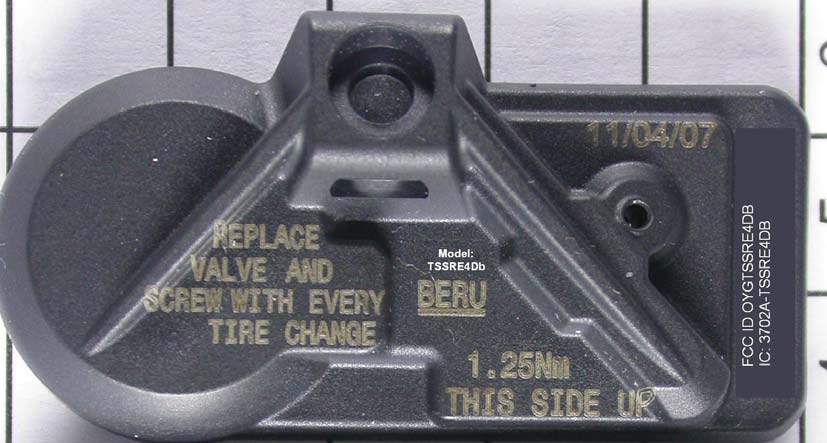 11/04/07
REPLACE
VALVE AND
SCREW WITH EVERY
TIRE CHANGE
Model:
TSSRE4Db
BERU
1.25Nm
THIS SIDE UP
FCC ID OYGTSSRE4DB
IC: 3702A-TSSRE4DB